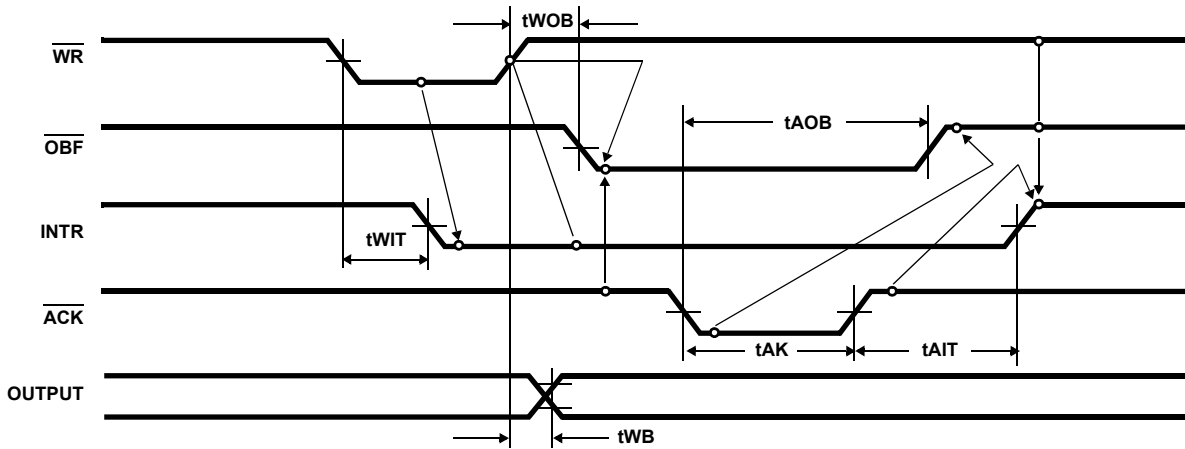 tWOB
WR
tAOB
OBF
INTR
tWIT
ACK
tAK
tAIT
OUTPUT
tWB